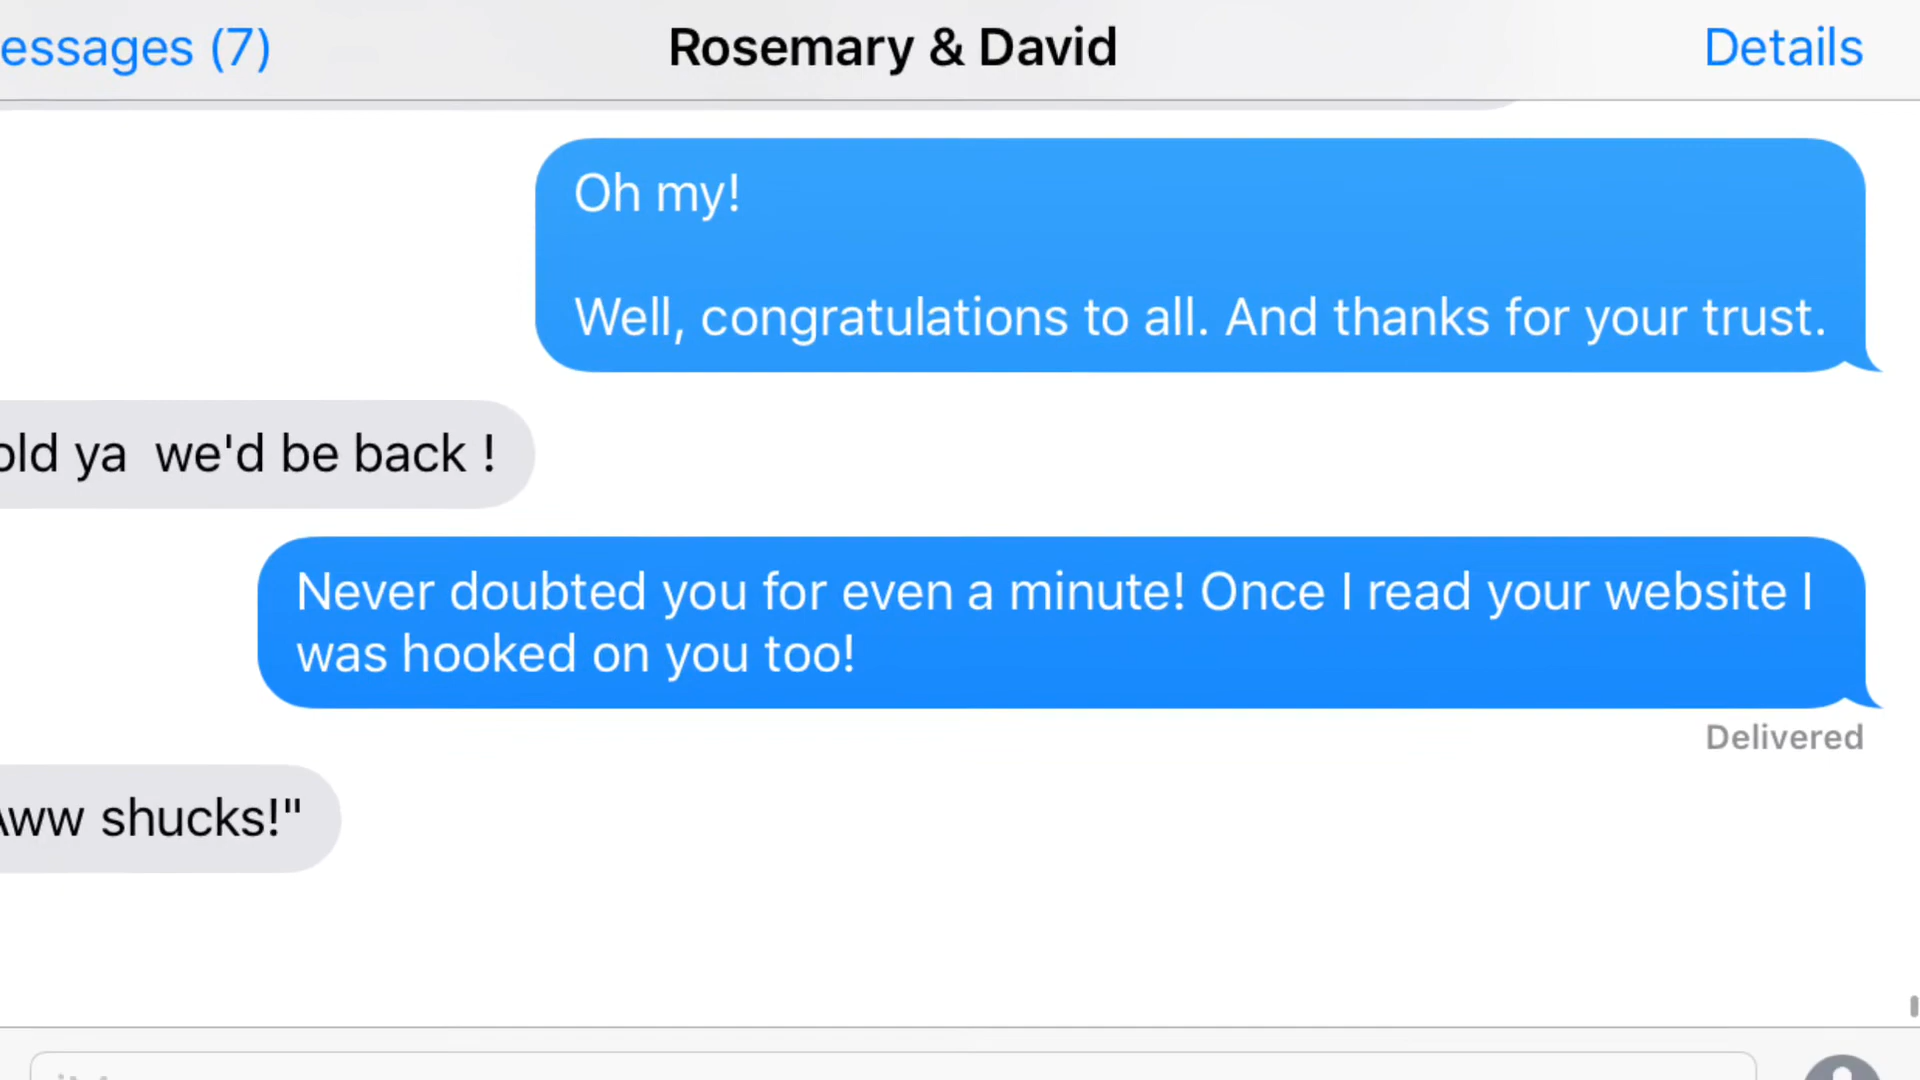 essages (7)
Rosemary & David
Details
Oh my!
Well, congratulations to all. And thanks for your trust.
old ya  we'd be back !
Never doubted you for even a minute! Once I read your website I
was hooked on you too!
Delivered
Aww shucks!"